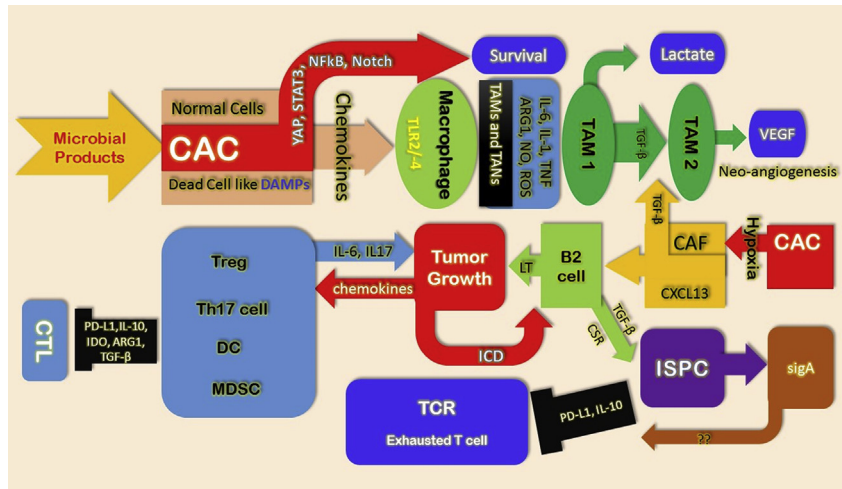 Microbial
Products
Normal Cells
CAC
Dead Cell like DAMPs
YAP, STAT3,
NFkB, Notch
Survival
Chemokines
Macrophage
TLR2/-4
TAMs and TANs
IL-6, IL-1, TNF
ARG1, NO, ROS
TAM 1
Lactate
TGF-β
TAM 2
VEGF
Neo-angiogenesis
TGF-β
CAF
CXCL13
Hypoxia
CAC
B2
cell
LT
Tumor
Growth
IL-6, IL17
chemokines
ICD
Treg
Th17 cell
DC
MDSC
CTL
PD-L1,IL-10,
IDO, ARG1,
TGF-β
TGF-β
CSR
ISPC
sigA
??
PD-L1, IL-10
TCR
Exhausted T cell